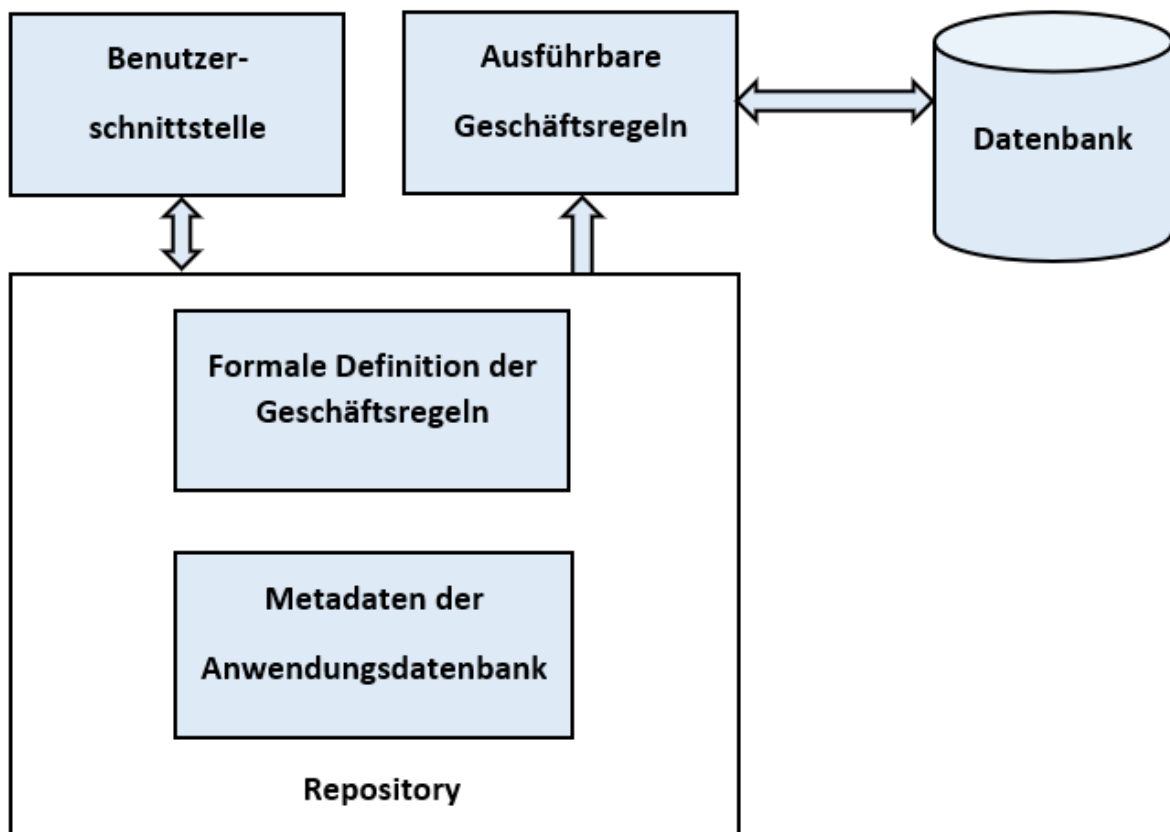 Benutzer-
schnittstelle
Ausführbare
Geschäftsregeln
Datenbank
Formale Definition der
Geschäftsregeln
Metadaten der
Anwendungsdatenbank
Repository